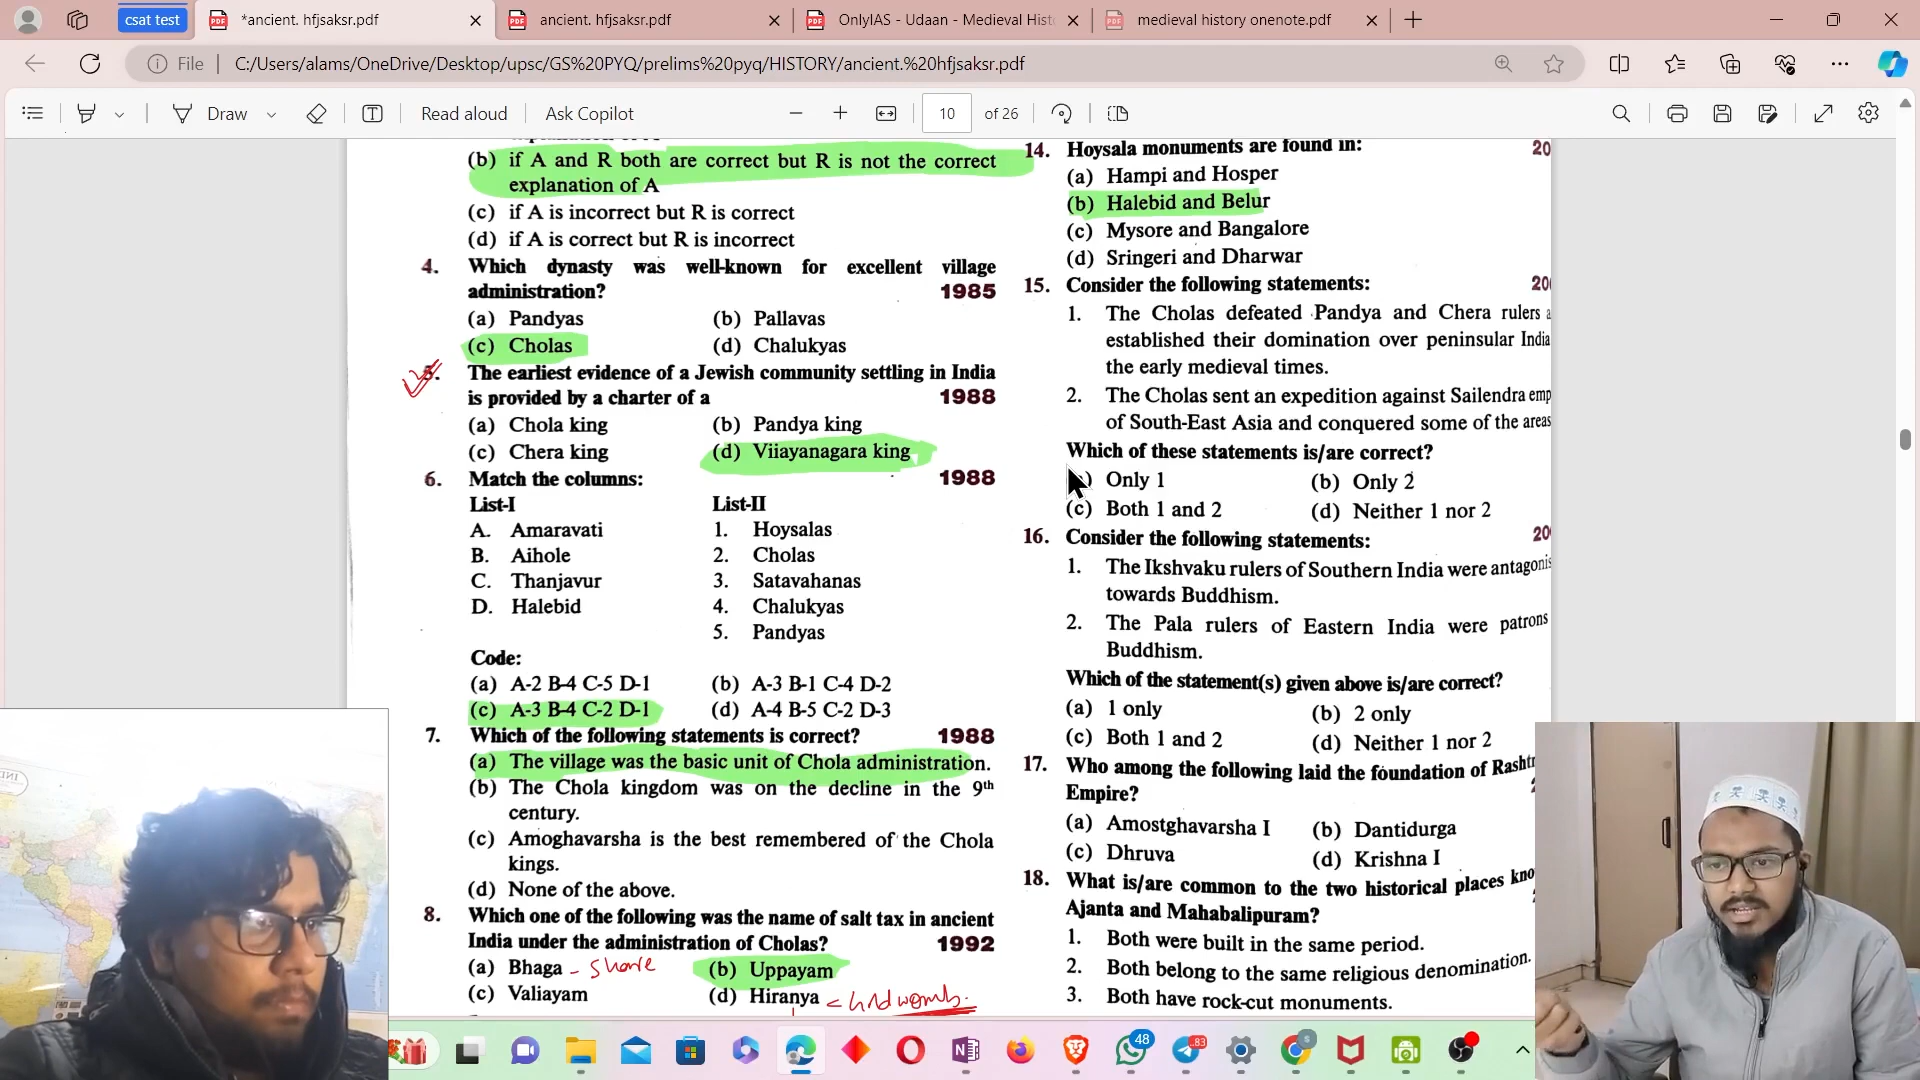 csat test
*ancient. hfjsaksr.pdf
ancient. hfjsaksr.pdf
OnlyIAS - Udaan - Medieval Hist
medieval history onenote.pdf
File
C:/Users/alams/OneDrive/Desktop/upsc/GS%20PYQ/prelims%20pyq/HISTORY/ancient.%20hfjsaksr.pdf
Draw
Read aloud
Ask Copilot
10 of 26
(b) if A and R both are correct but R is not the correct
explanation of A
(c) if A is incorrect but R is correct
(d) if A is correct but R is incorrect
4. Which dynasty was well-known for excellent village
administration? 1985
(a) Pandyas (b) Pallavas
(c) Cholas (d) Chalukyas
5. The earliest evidence of a Jewish community settling in India
is provided by a charter of a 1988
(a) Chola king (b) Pandya king
(c) Chera king (d) Vijayanagara king
6. Match the columns: 1988
List-I List-II
A. Amaravati 1. Hoysalas
B. Aihole 2. Cholas
C. Thanjavur 3. Satavahanas
D. Halebid 4. Chalukyas
5. Pandyas
Code:
(a) A-2 B-4 C-5 D-1 (b) A-3 B-1 C-4 D-2
(c) A-3 B-4 C-2 D-1 (d) A-4 B-5 C-2 D-3
7. Which of the following statements is correct? 1988
(a) The village was the basic unit of Chola administration.
(b) The Chola kingdom was on the decline in the 9th
century.
(c) Amoghavarsha is the best remembered of the Chola
kings.
(d) None of the above.
8. Which one of the following was the name of salt tax in ancient
India under the administration of Cholas? 1992
(a) Bhaga - share (b) Uppayam
(c) Valiayam (d) Hiranya
14. Hoysala monuments are found in: 20
(a) Hampi and Hosper
(b) Halebid and Belur
(c) Mysore and Bangalore
(d) Sringeri and Dharwar
15. Consider the following statements: 20
1. The Cholas defeated Pandya and Chera rulers a
established their domination over peninsular India
the early medieval times.
2. The Cholas sent an expedition against Sailendra emp
of South-East Asia and conquered some of the areas
Which of these statements is/are correct?
Only 1 (b) Only 2
(c) Both 1 and 2 (d) Neither 1 nor 2
16. Consider the following statements: 20
1. The Ikshvaku rulers of Southern India were antagonis
towards Buddhism.
2. The Pala rulers of Eastern India were patrons
Buddhism.
Which of the statement(s) given above is/are correct?
(a) 1 only (b) 2 only
(c) Both 1 and 2 (d) Neither 1 nor 2
17. Who among the following laid the foundation of Rashtr
Empire?
(a) Amostghavarsha I (b) Dantidurga
(c) Dhruva (d) Krishna I
18. What is/are common to the two historical places kno
Ajanta and Mahabalipuram?
1. Both were built in the same period.
2. Both belong to the same religious denomination.
3. Both have rock-cut monuments.
48
83